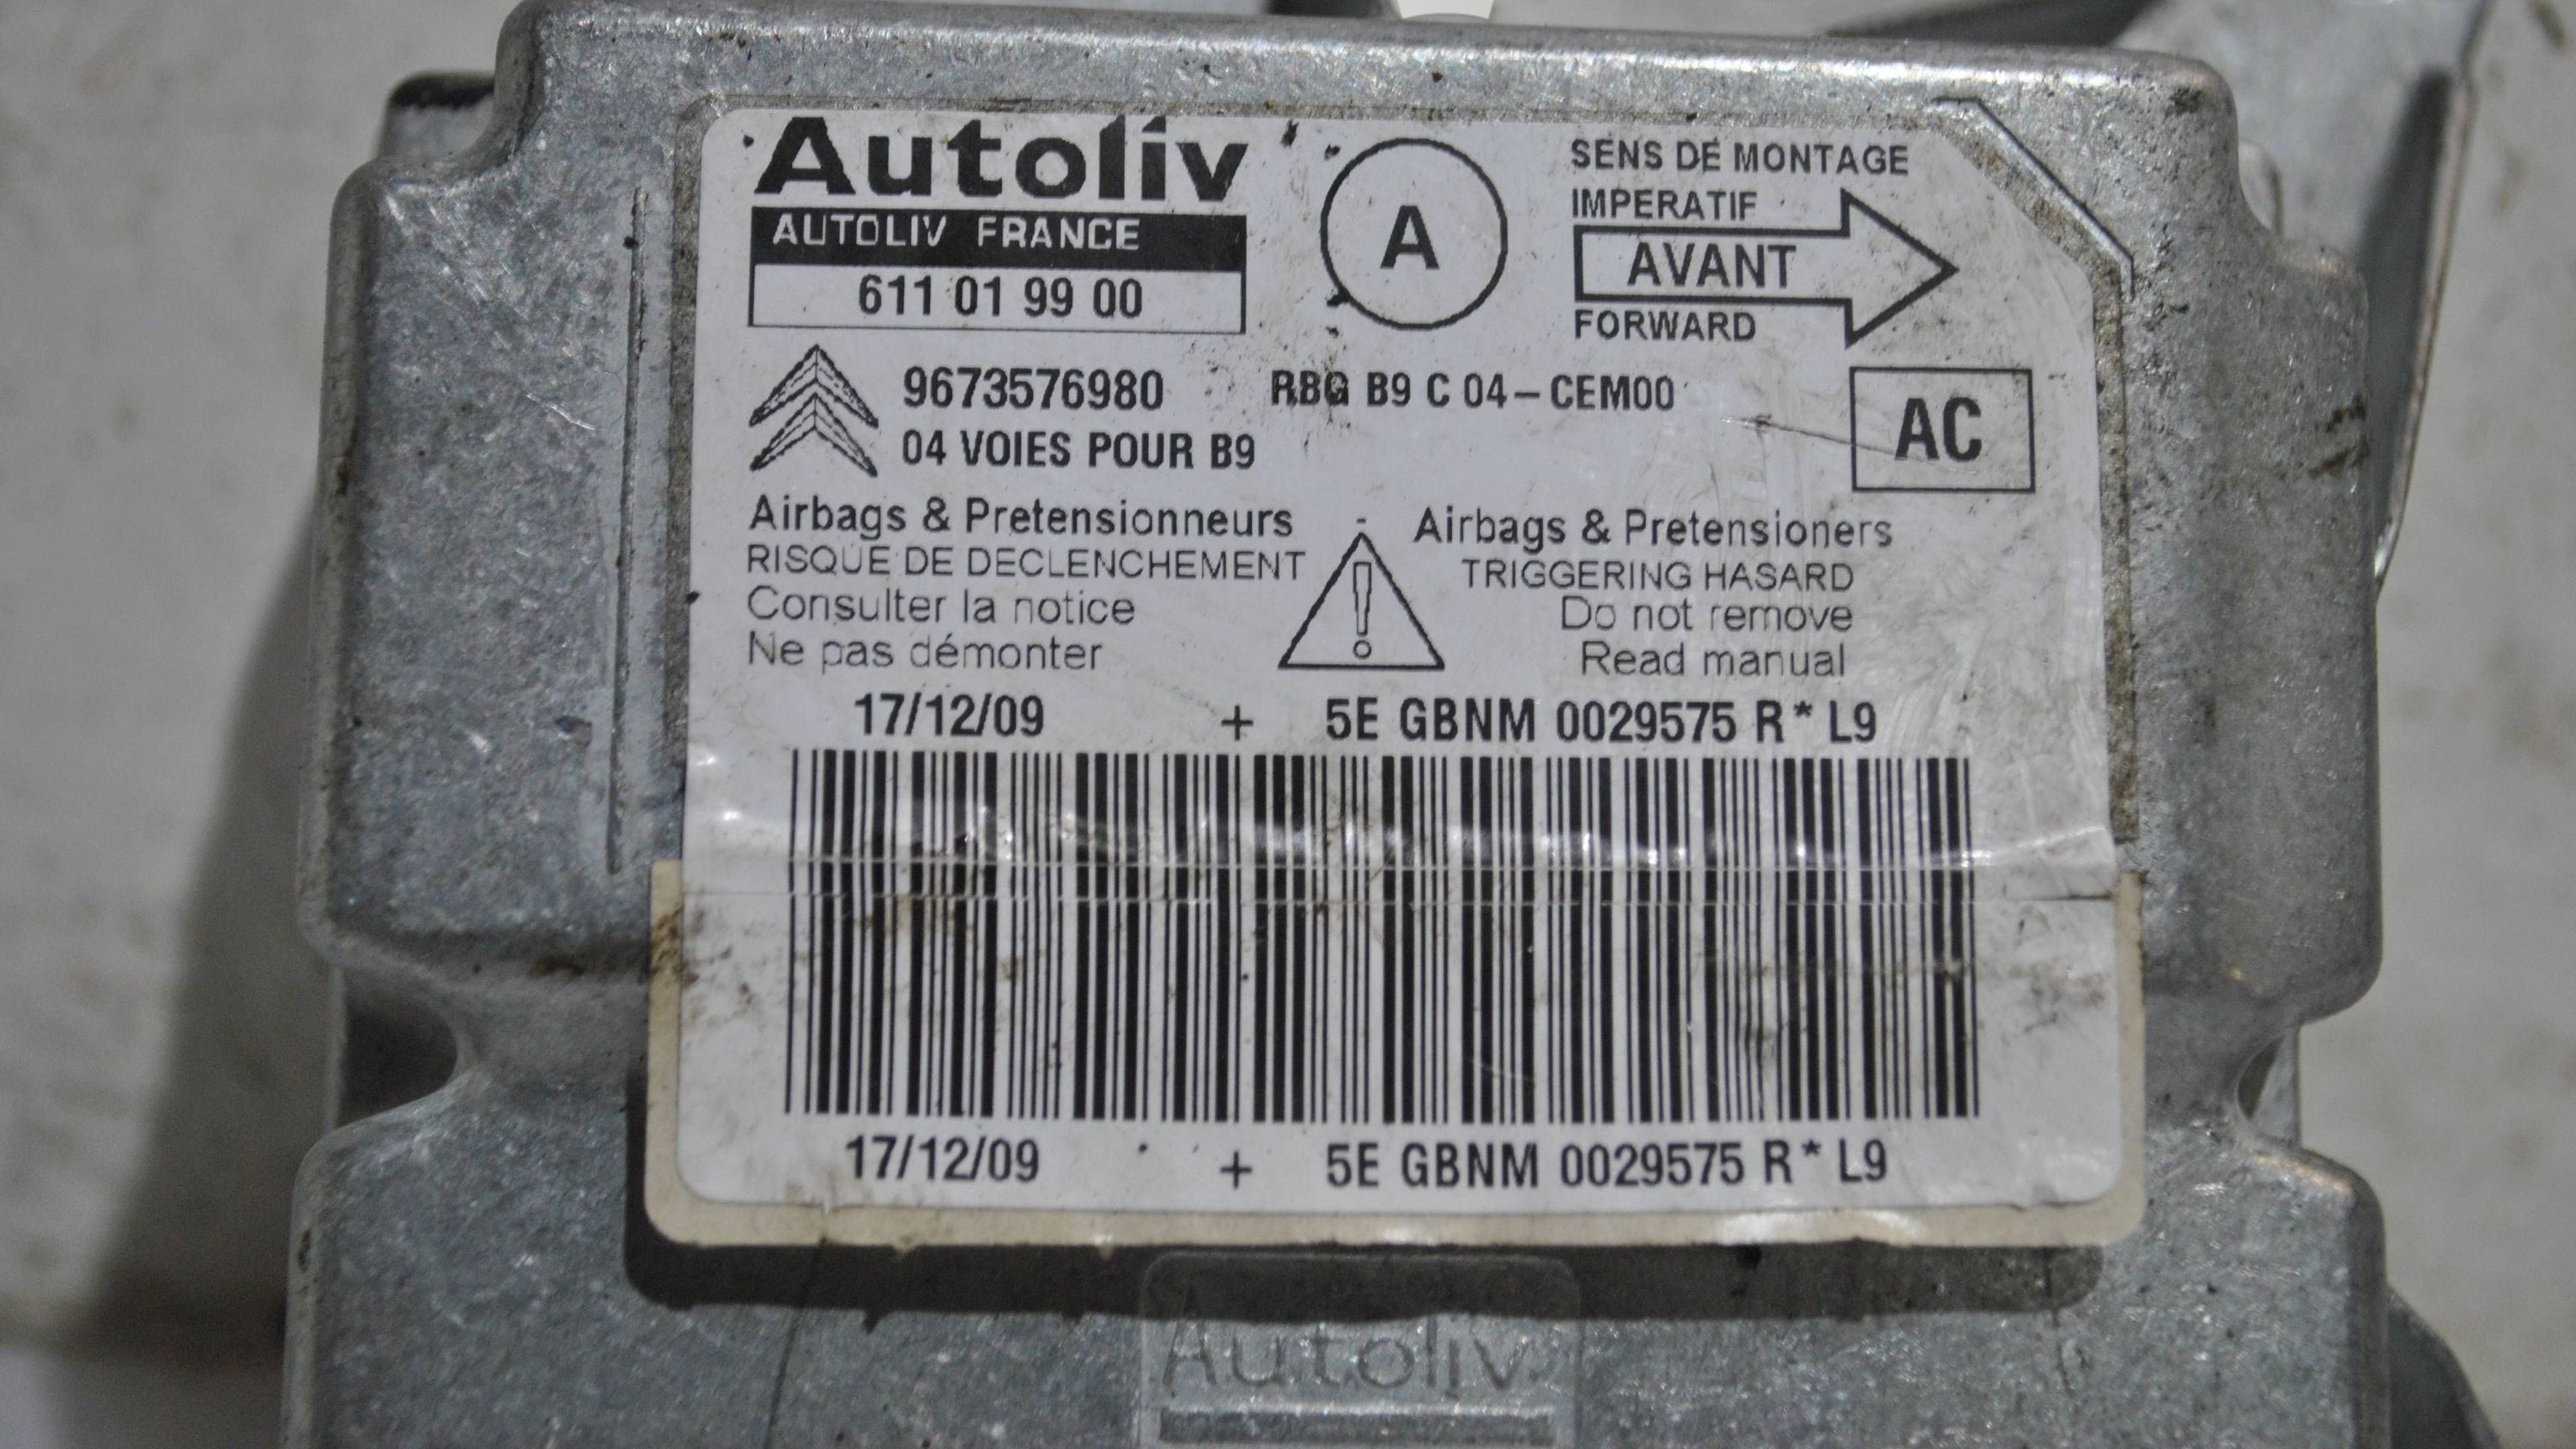 Autoliv
AUTOLIV FRANCE
611 01 99 00
A
SENS DE MONTAGE
IMPERATIF
AVANT
FORWARD
9673576980 RBG B9 C 04-CEM00
04 VOIES POUR B9
AC
Airbags & Pretensionneurs
RISQUE DE DECLENCHEMENT
Consulter la notice
Ne pas démonter
Airbags & Pretensioners
TRIGGERING HASARD
Do not remove
Read manual
17/12/09 + 5E GBNM 0029575 R* L9
17/12/09 + 5E GBNM 0029575 R* L9
Autoliv